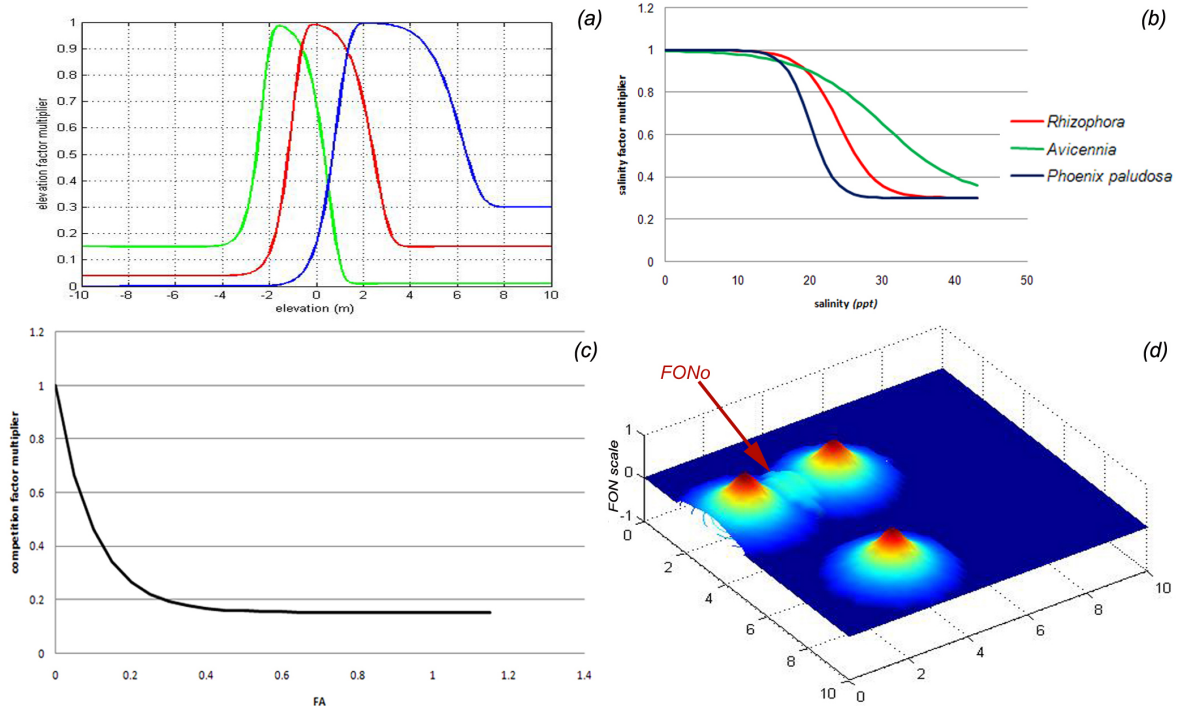 (a)
elevation factor multiplier
1
0.9
0.8
0.7
0.6
0.5
0.4
0.3
0.2
0.1
0
-10 -8 -6 -4 -2 0 2 4 6 8 10
elevation (m)
(b)
salinity factor multiplier
1.2
1
0.8
0.6
0.4
0.2
0
0 10 20 30 40 50
salinity (ppt)
Rhizophora
Avicennia
Phoenix paludosa
(c)
competition factor multiplier
1.2
1
0.8
0.6
0.4
0.2
0
0 0.2 0.4 0.6 0.8 1 1.2 1.4
FA
(d)
FONo
FON scale
1
0
-1
0
2
4
6
8
10
0
2
4
6
8
10